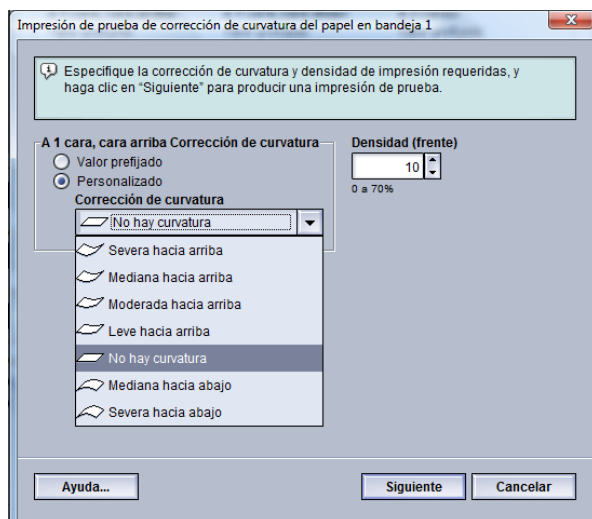 Impresión de prueba de corrección de curvatura del papel en bandeja 1
Especifique la corrección de curvatura y densidad de impresión requeridas, y
haga clic en “Siguiente” para producir una impresión de prueba.
A 1 cara, cara arriba Corrección de curvatura
Valor prefijado
Personalizado
Corrección de curvatura
No hay curvatura
Severa hacia arriba
Mediana hacia arriba
Moderada hacia arriba
Leve hacia arriba
No hay curvatura
Mediana hacia abajo
Severa hacia abajo
Densidad (frente)
10
0 a 70%
Ayuda...
Siguiente
Cancelar